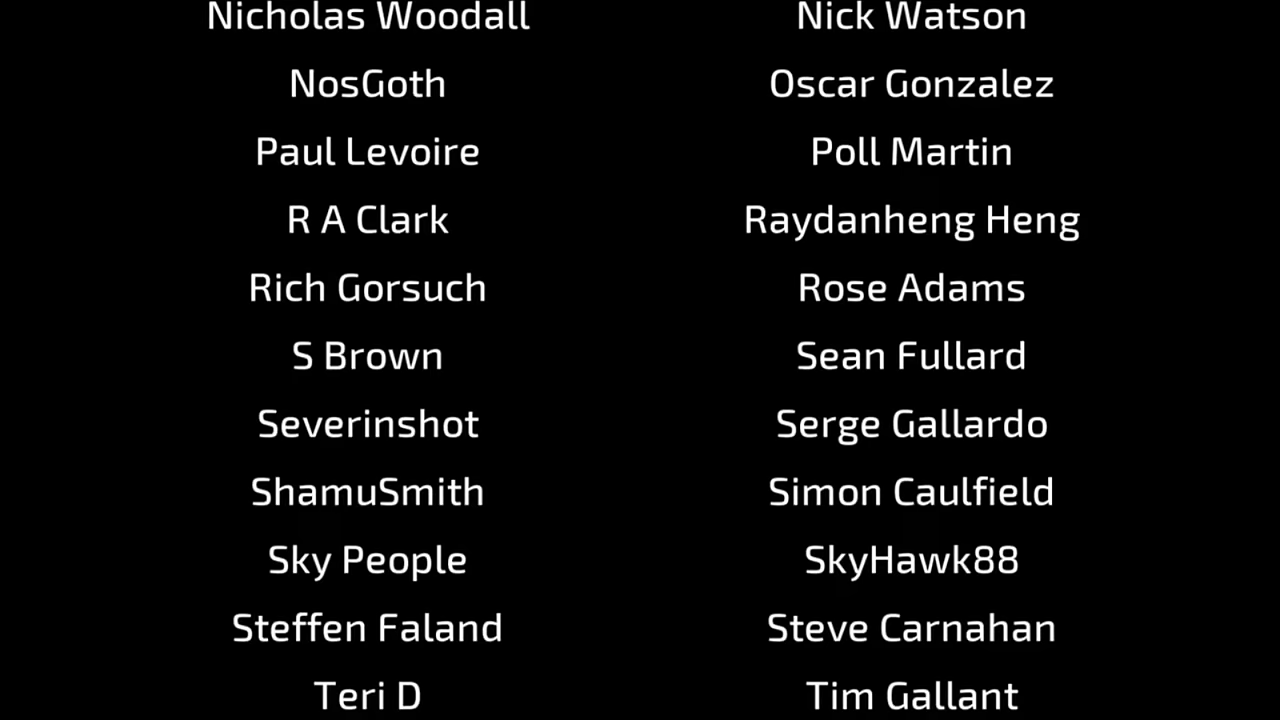 Nicholas Woodall Nick Watson
NosGoth Oscar Gonzalez
Paul Levoire Poll Martin
R A Clark Raydanheng Heng
Rich Gorsuch Rose Adams
S Brown Sean Fullard
Severinshot Serge Gallardo
ShamuSmith Simon Caulfield
Sky People SkyHawk88
Steffen Faland Steve Carnahan
Teri D Tim Gallant